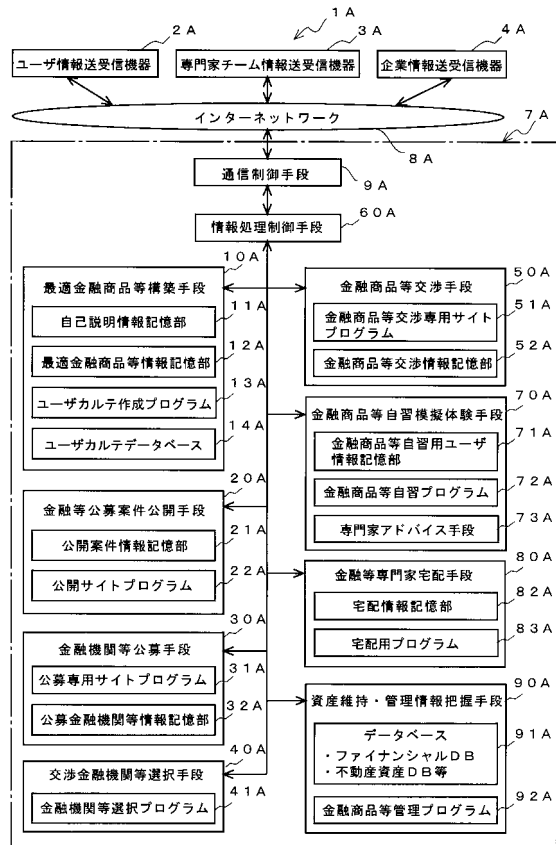 1A
2A
3A
4A
ユーザ情報送受信機器
専門家チーム情報送受信機器
企業情報送受信機器
インターネットワーク
7A
8A
通信制御手段
9A
情報処理制御手段
60A
10A
最適金融商品等構築手段
11A
自己説明情報記憶部
12A
最適金融商品等情報記憶部
13A
ユーザカルテ作成プログラム
14A
ユーザカルテデータベース
20A
金融等公募案件公開手段
21A
公開案件情報記憶部
22A
公開サイトプログラム
30A
金融機関等公募手段
31A
公募専用サイトプログラム
32A
公募金融機関等情報記憶部
40A
交渉金融機関等選択手段
41A
金融機関等選択プログラム
50A
金融商品等交渉手段
51A
金融商品等交渉専用サイト
プログラム
52A
金融商品等交渉情報記憶部
70A
金融商品等自習模擬体験手段
71A
金融商品等自習用ユーザ
情報記憶部
72A
金融商品等自習プログラム
73A
専門家アドバイス手段
80A
金融等専門家宅配手段
82A
宅配情報記憶部
83A
宅配用プログラム
90A
資産維持・管理情報把握手段
91A
データベース
・ファイナンシャルDB
・不動産資産DB等
92A
金融商品等管理プログラム